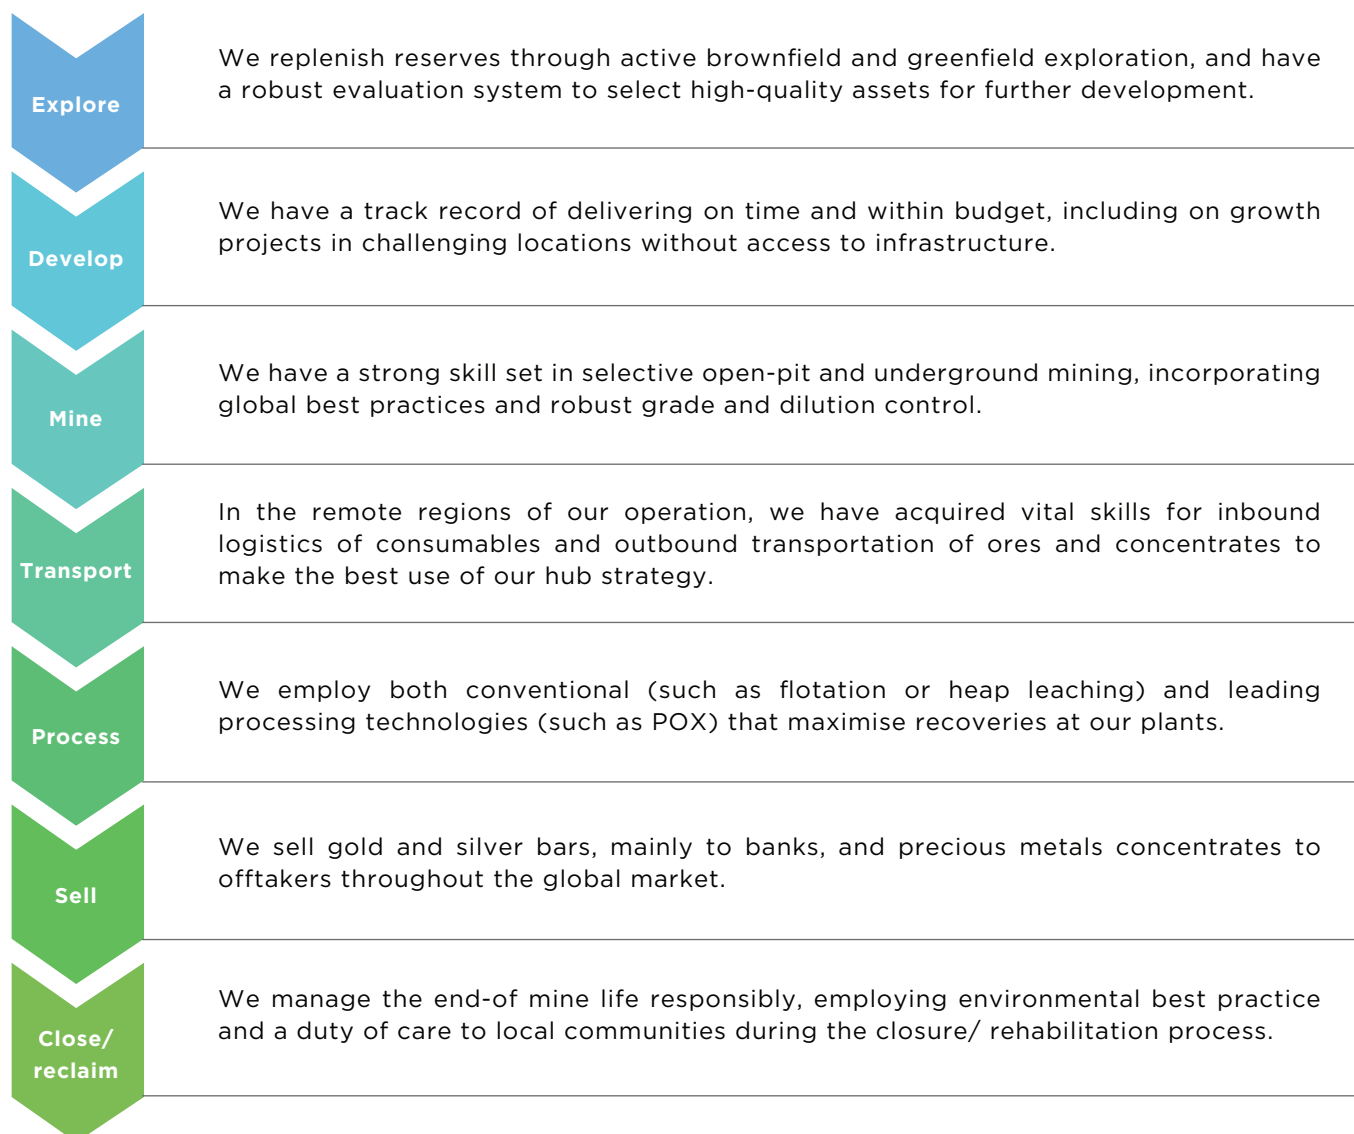 Explore
We replenish reserves through active brownfield and greenfield exploration, and have
a robust evaluation system to select high-quality assets for further development.
Develop
We have a track record of delivering on time and within budget, including on growth
projects in challenging locations without access to infrastructure.
Mine
We have a strong skill set in selective open-pit and underground mining, incorporating
global best practices and robust grade and dilution control.
Transport
In the remote regions of our operation, we have acquired vital skills for inbound
logistics of consumables and outbound transportation of ores and concentrates to
make the best use of our hub strategy.
Process
We employ both conventional (such as flotation or heap leaching) and leading
processing technologies (such as POX) that maximise recoveries at our plants.
Sell
We sell gold and silver bars, mainly to banks, and precious metals concentrates to
offtakers throughout the global market.
Close/
reclaim
We manage the end-of mine life responsibly, employing environmental best practice
and a duty of care to local communities during the closure/ rehabilitation process.